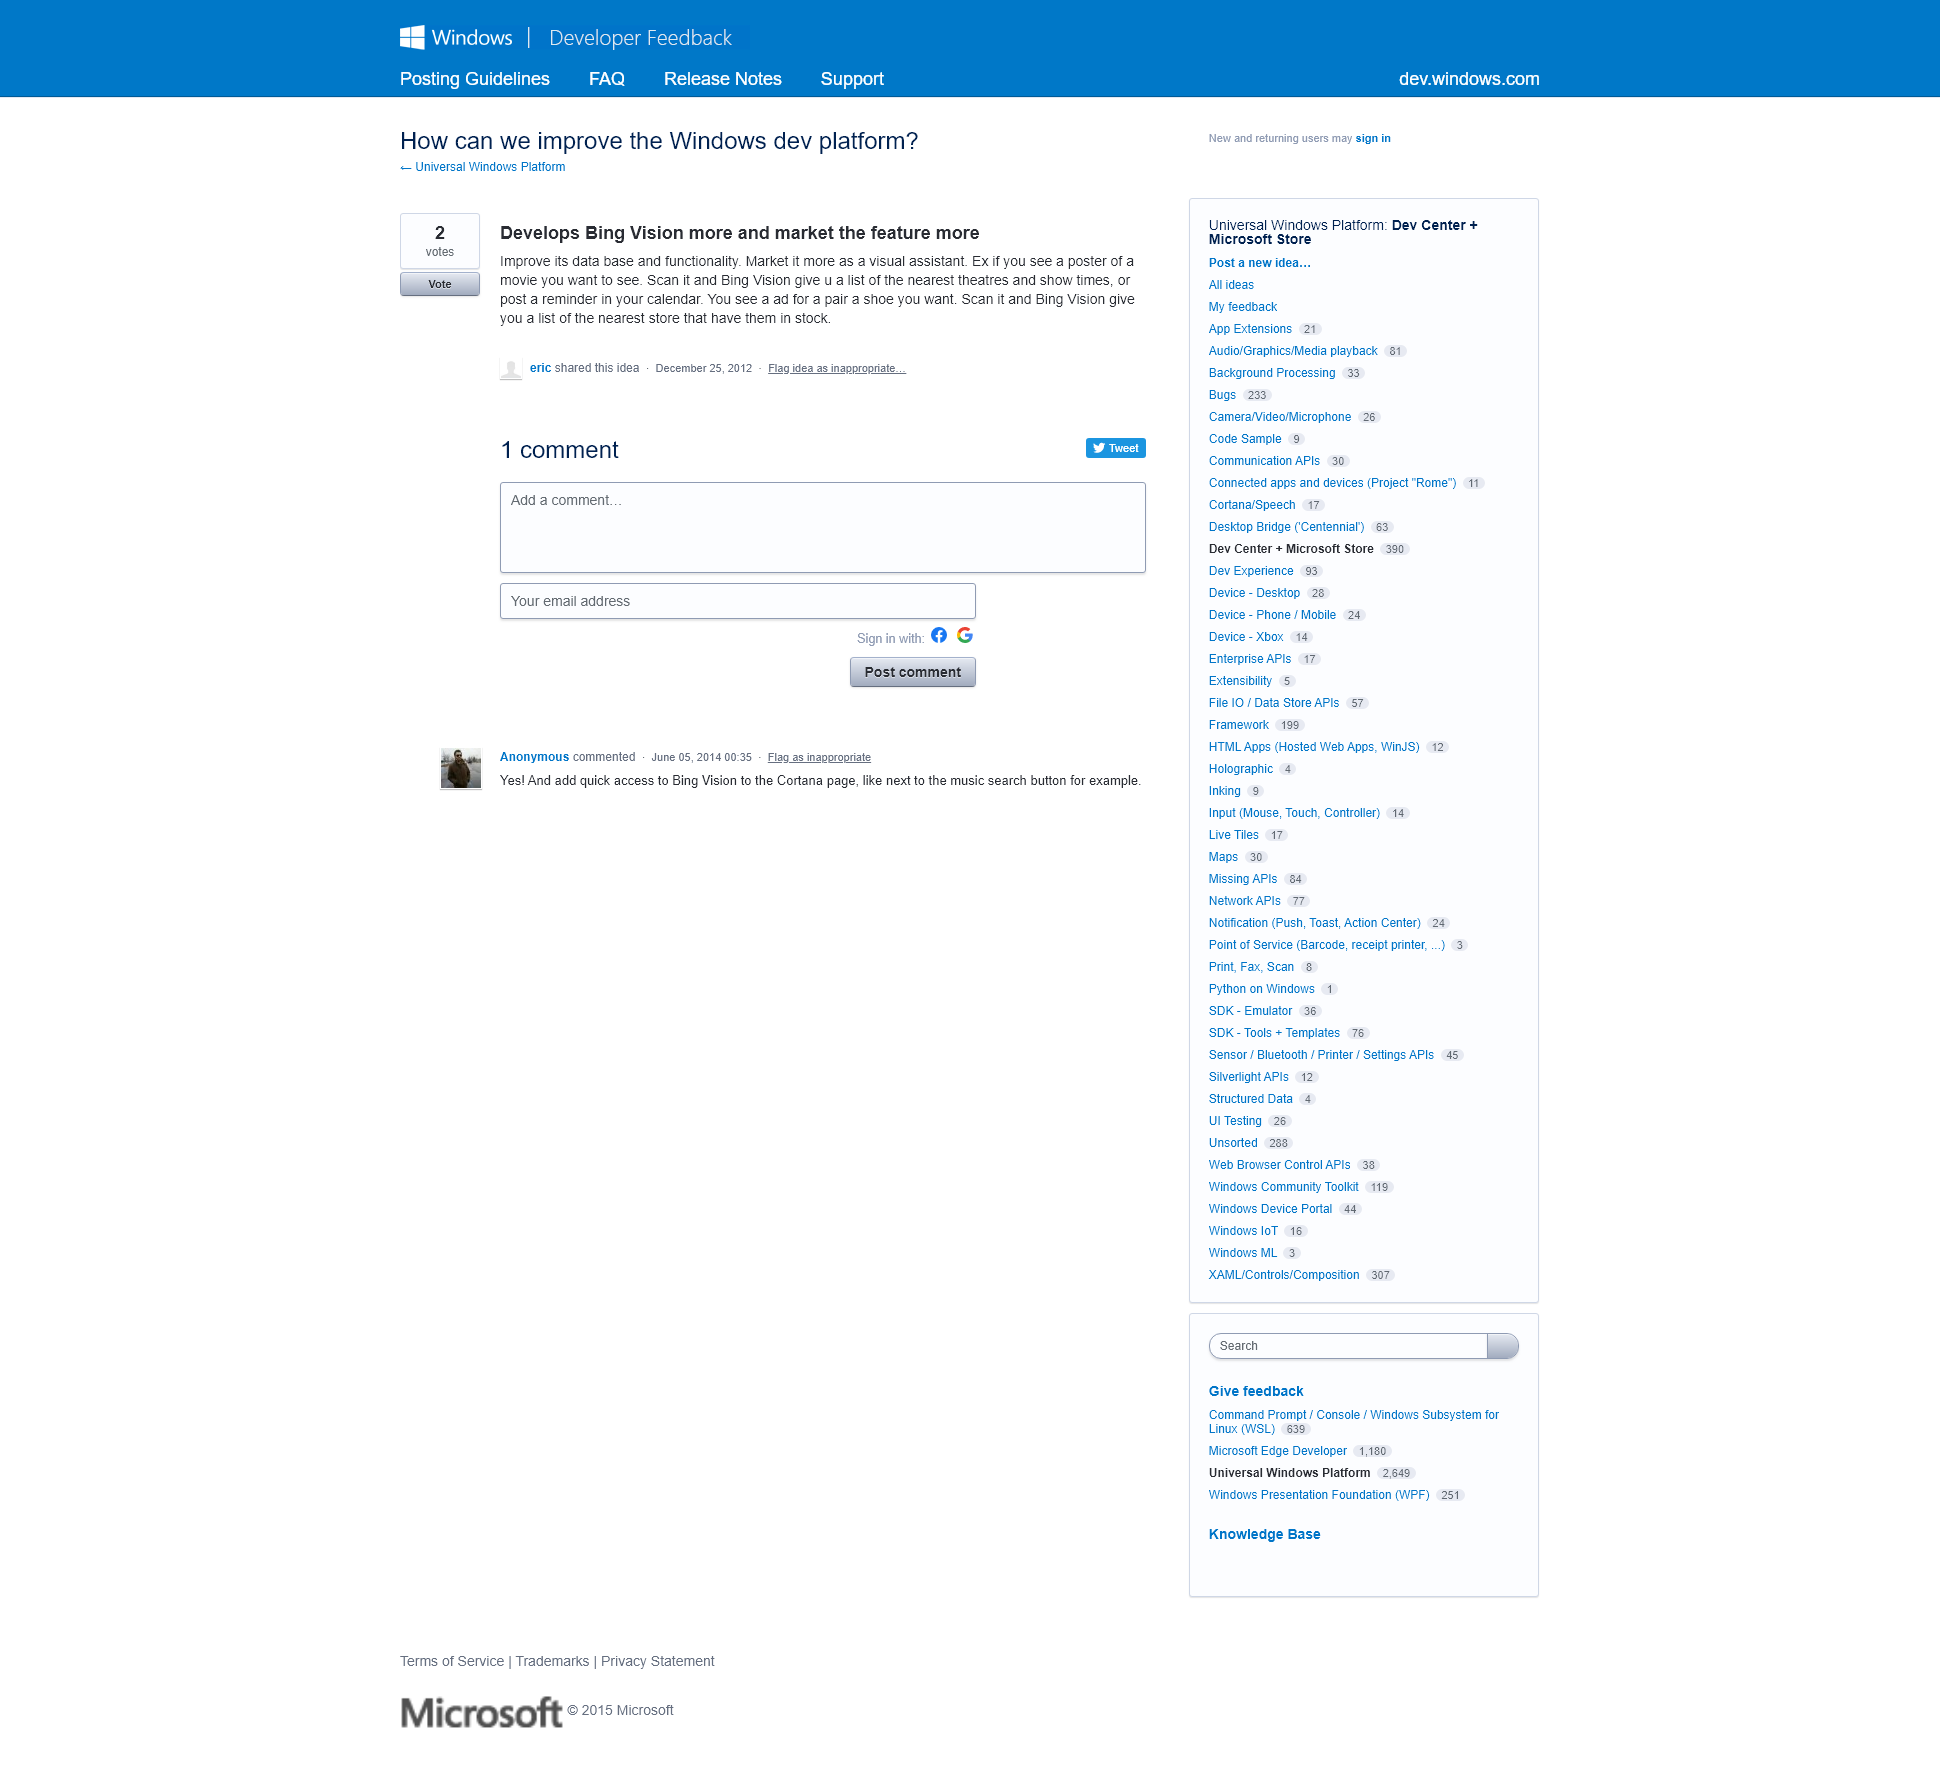 Windows | Developer Feedback
Posting Guidelines FAQ Release Notes Support dev.windows.com
How can we improve the Windows dev platform?
← Universal Windows Platform
New and returning users may sign in
2
votes
Vote
Develops Bing Vision more and market the feature more
Improve its data base and functionality. Market it more as a visual assistant. Ex if you see a poster of a
movie you want to see. Scan it and Bing Vision give u a list of the nearest theatres and show times, or
post a reminder in your calendar. You see a ad for a pair a shoe you want. Scan it and Bing Vision give
you a list of the nearest store that have them in stock.
eric shared this idea · December 25, 2012 · Flag idea as inappropriate…
1 comment
Tweet
Add a comment…
Your email address
Sign in with:
Post comment
Anonymous commented · June 05, 2014 00:35 · Flag as inappropriate
Yes! And add quick access to Bing Vision to the Cortana page, like next to the music search button for example.
Universal Windows Platform: Dev Center +
Microsoft Store
Post a new idea…
All ideas
My feedback
App Extensions 21
Audio/Graphics/Media playback 81
Background Processing 33
Bugs 233
Camera/Video/Microphone 26
Code Sample 9
Communication APIs 30
Connected apps and devices (Project "Rome") 11
Cortana/Speech 17
Desktop Bridge ('Centennial') 63
Dev Center + Microsoft Store 390
Dev Experience 93
Device - Desktop 28
Device - Phone / Mobile 24
Device - Xbox 14
Enterprise APIs 17
Extensibility 5
File IO / Data Store APIs 57
Framework 199
HTML Apps (Hosted Web Apps, WinJS) 12
Holographic 4
Inking 9
Input (Mouse, Touch, Controller) 14
Live Tiles 17
Maps 30
Missing APIs 84
Network APIs 77
Notification (Push, Toast, Action Center) 24
Point of Service (Barcode, receipt printer, ...) 3
Print, Fax, Scan 8
Python on Windows 1
SDK - Emulator 36
SDK - Tools + Templates 76
Sensor / Bluetooth / Printer / Settings APIs 45
Silverlight APIs 12
Structured Data 4
UI Testing 26
Unsorted 288
Web Browser Control APIs 38
Windows Community Toolkit 119
Windows Device Portal 44
Windows IoT 16
Windows ML 3
XAML/Controls/Composition 307
Search
Give feedback
Command Prompt / Console / Windows Subsystem for
Linux (WSL) 639
Microsoft Edge Developer 1,180
Universal Windows Platform 2,649
Windows Presentation Foundation (WPF) 251
Knowledge Base
Terms of Service | Trademarks | Privacy Statement
Microsoft © 2015 Microsoft